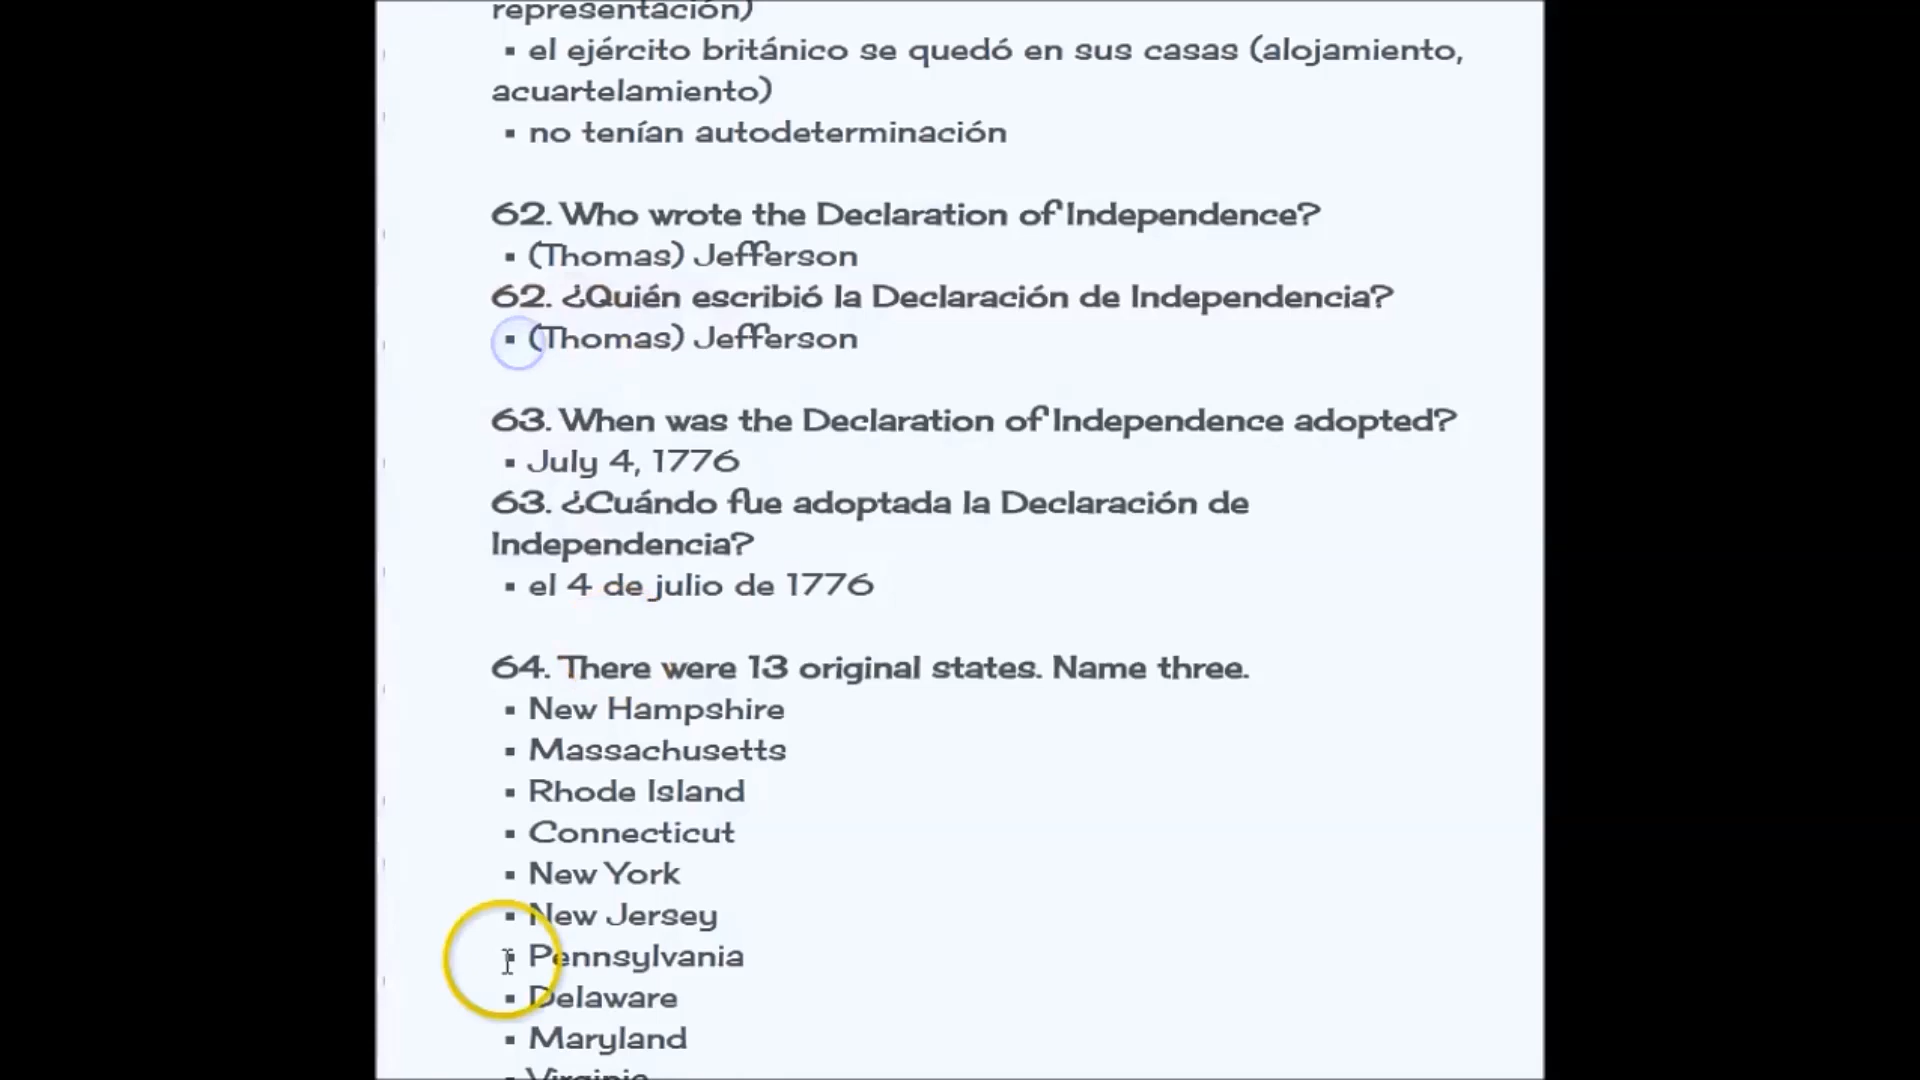 representación)
▪ el ejército británico se quedó en sus casas (alojamiento,
acuartelamiento)
▪ no tenían autodeterminación
62. Who wrote the Declaration of Independence?
▪ (Thomas) Jefferson
62. ¿Quién escribió la Declaración de Independencia?
▪ (Thomas) Jefferson
63. When was the Declaration of Independence adopted?
▪ July 4, 1776
63. ¿Cuándo fue adoptada la Declaración de
Independencia?
▪ el 4 de julio de 1776
64. There were 13 original states. Name three.
▪ New Hampshire
▪ Massachusetts
▪ Rhode Island
▪ Connecticut
▪ New York
▪ New Jersey
▪ Pennsylvania
▪ Delaware
▪ Maryland
▪ Virginia